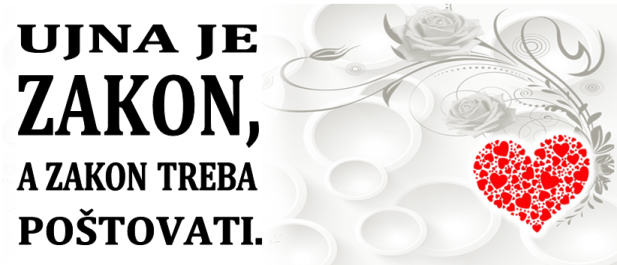 UJNA JE
ZAKON,
A ZAKON TREBA
POŠTOVATI.